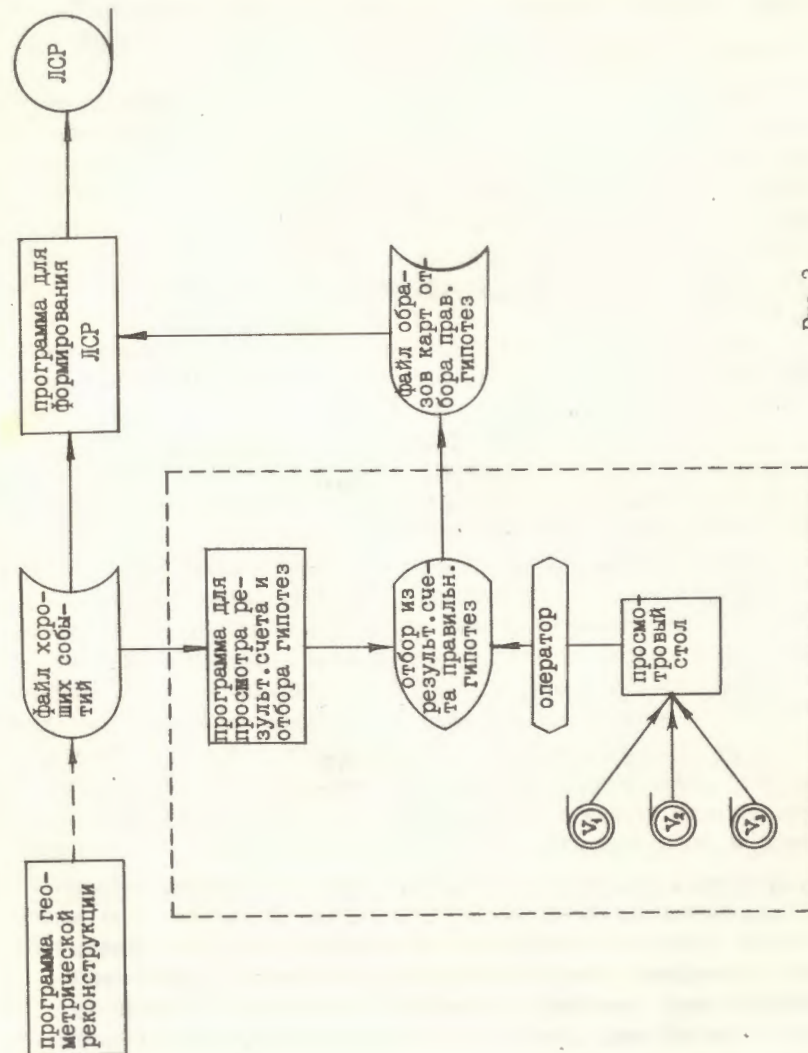 программа гео-
метрической
реконструкции
файл хоро-
ших собы-
тий
программа для
формирования
ЛСР
ЛСР
программа для
просмотра ре-
зульт.счета и
отбора гипотез
отбор из
результ.сче-
та правильн.
гипотез
файл обра-
зов карт от-
бора прав.
гипотез
оператор
просмо-
тровый
стол
V₁
V₂
V₃